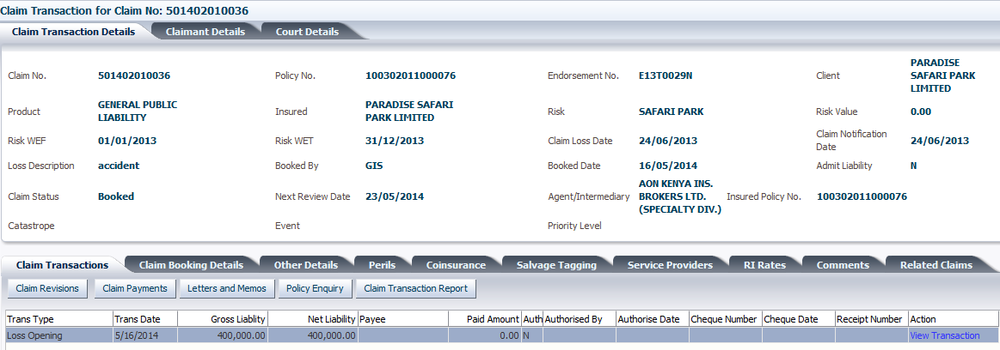 Claim Transaction for Claim No: 501402010036
Claim Transaction Details Claimant Details Court Details
Claim No. 501402010036 Policy No. 100302011000076 Endorsement No. E13T0029N Client PARADISE
SAFARI PARK
LIMITED
Product GENERAL PUBLIC
LIABILITY
Insured PARADISE SAFARI
PARK LIMITED
Risk SAFARI PARK Risk Value 0.00
Risk WEF 01/01/2013 Risk WET 31/12/2013 Claim Loss Date 24/06/2013 Claim Notification
Date 24/06/2013
Loss Description accident Booked By GIS Booked Date 16/05/2014 Admit Liability N
Claim Status Booked Next Review Date 23/05/2014 Agent/Intermediary AON KENYA INS.
BROKERS LTD.
(SPECIALTY DIV.)
Insured Policy No. 100302011000076
Catastrope Event Priority Level
Claim Transactions Claim Booking Details Other Details Perils Coinsurance Salvage Tagging Service Providers RI Rates Comments Related Claims
Claim Revisions Claim Payments Letters and Memos Policy Enquiry Claim Transaction Report
Trans Type Trans Date Gross Liablity Net Liability Payee Paid Amount Auth Authorised By Authorise Date Cheque Number Cheque Date Receipt Number Action
Loss Opening 5/16/2014 400,000.00 400,000.00 0.00 N View Transaction